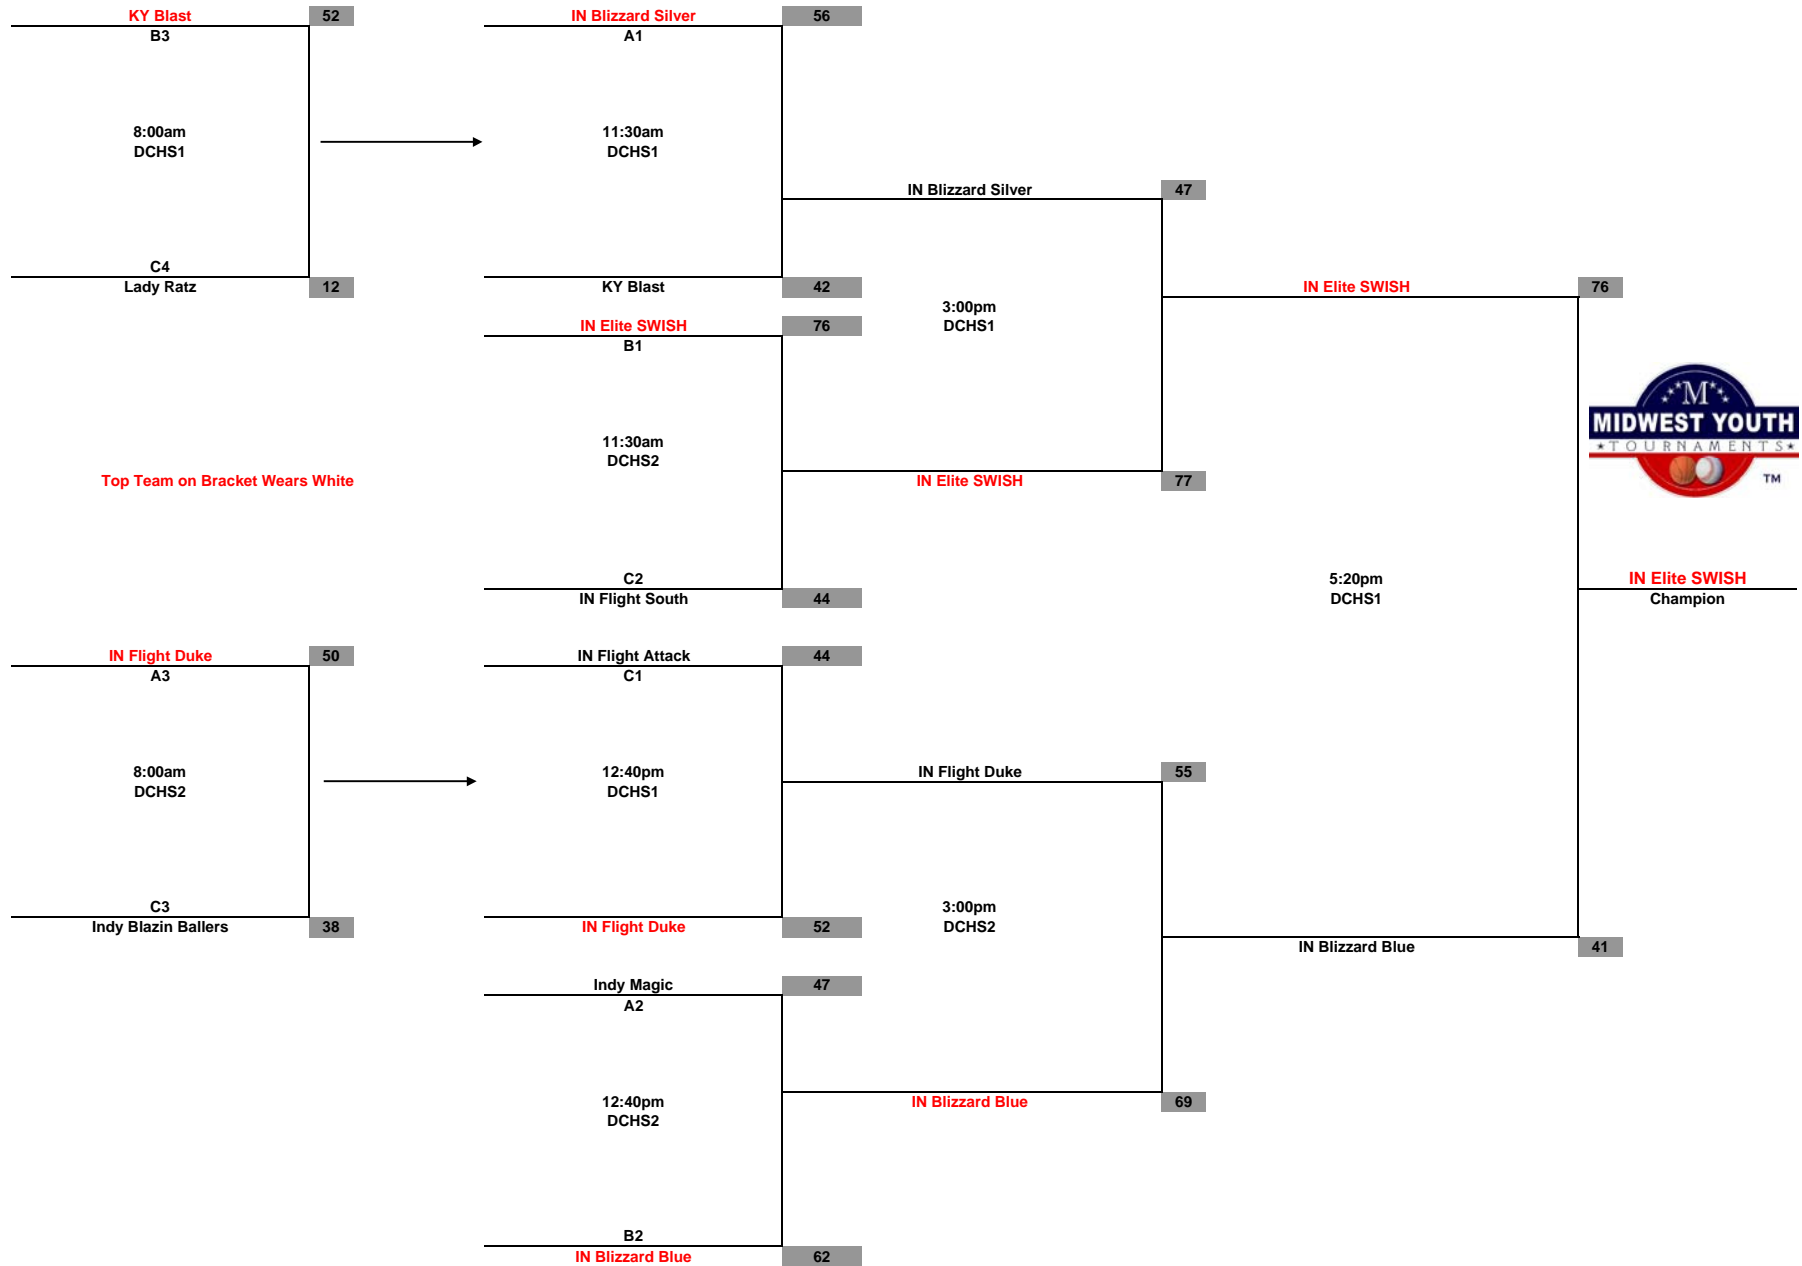 KY Blast 52
B3
8:00am
DCHS1
C4
Lady Ratz 12
IN Blizzard Silver 56
A1
11:30am
DCHS1
KY Blast 42
IN Elite SWISH 76
B1
11:30am
DCHS2
C2
IN Flight South 44
IN Blizzard Silver 47
3:00pm
DCHS1
IN Elite SWISH 77
IN Elite SWISH 76
M
MIDWEST YOUTH
TOURNAMENTS
TM
Top Team on Bracket Wears White
5:20pm
DCHS1
IN Elite SWISH
Champion
IN Flight Duke 50
A3
8:00am
DCHS2
C3
Indy Blazin Ballers 38
IN Flight Attack 44
C1
12:40pm
DCHS1
IN Flight Duke 52
Indy Magic 47
A2
12:40pm
DCHS2
B2
IN Blizzard Blue 62
IN Flight Duke 55
3:00pm
DCHS2
IN Blizzard Blue 69
IN Blizzard Blue 41